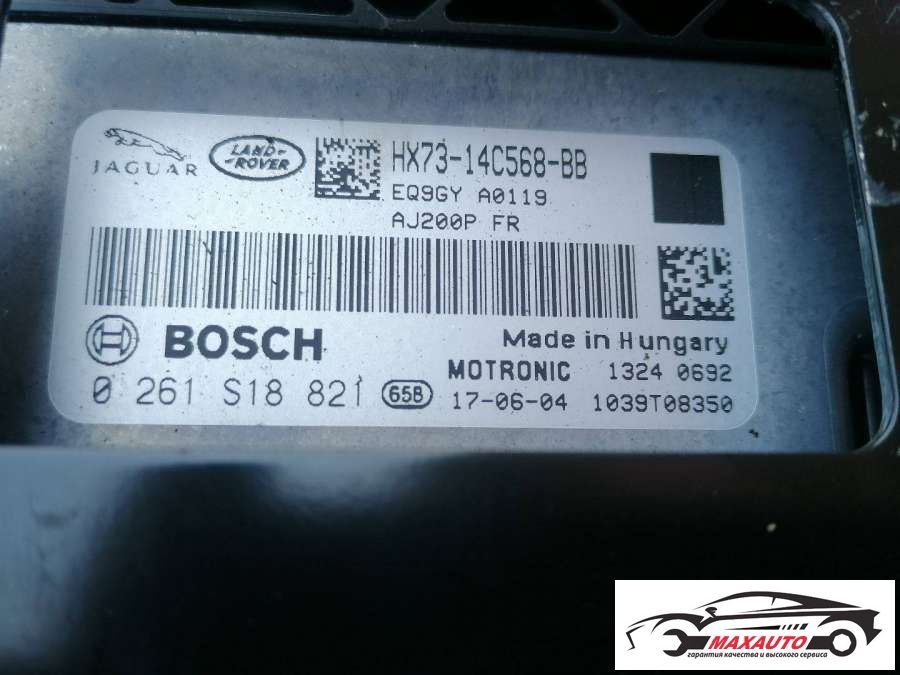 JAGUAR
LAND-
-ROVER
HX73-14C568-BB
EQ9GY A0119
AJ200P FR
BOSCH
Made in Hungary
MOTRONIC 1324 0692
0 261 S18 821 65B 17-06-04 1039T08350
MAXAUTO
гарантия качества и высокого сервиса